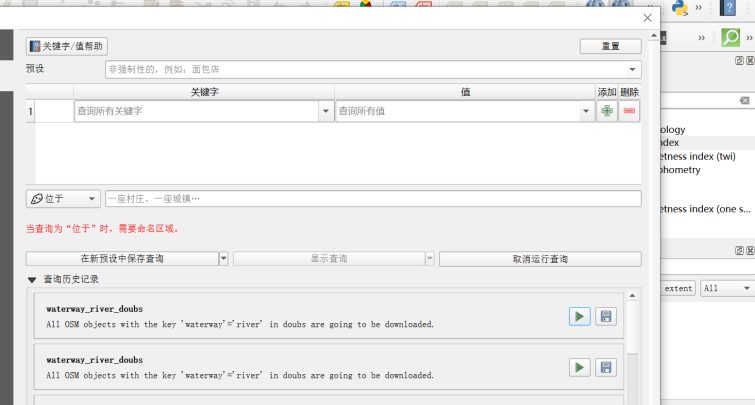 关键字/值帮助
重置
预设
非强制性的，例如：面包店
关键字
值
添加
删除
1
查询所有关键字
查询所有值
位于
一座村庄、一座城镇…
当查询为“位于”时，需要命名区域。
在新预设中保存查询
显示查询
取消运行查询
查询历史记录
waterway_river_doubs
All OSM objects with the key 'waterway'='river' in doubs are going to be downloaded.
waterway_river_doubs
All OSM objects with the key 'waterway'='river' in doubs are going to be downloaded.
ology
ndex
etness index (twi)
ohometry
etness index (one s...
extent
All